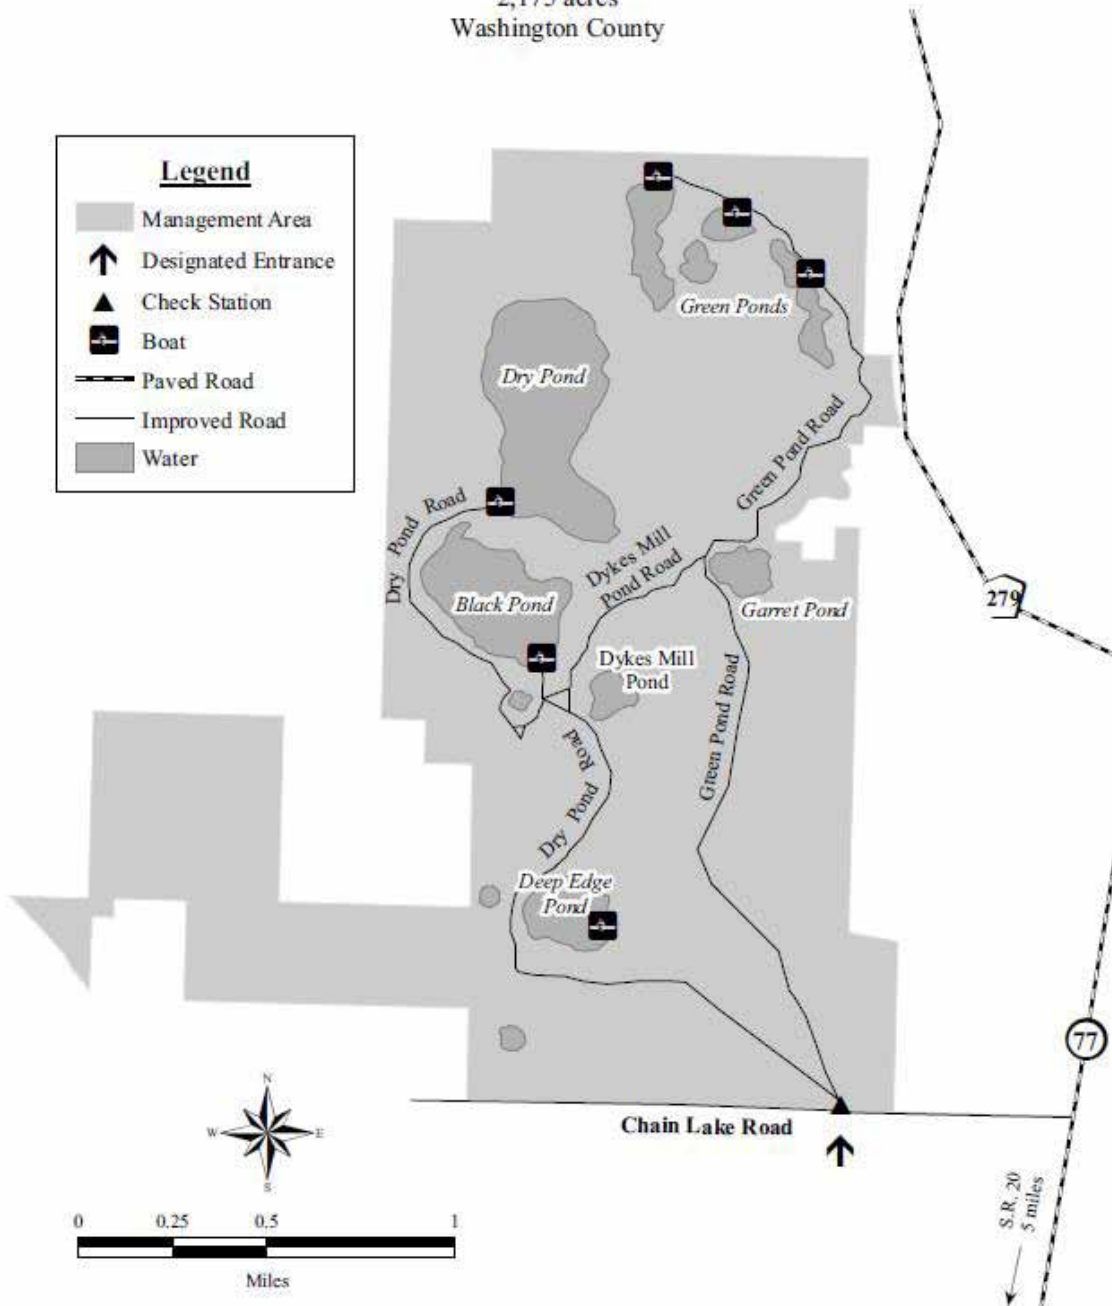 2,175 acres
Washington County
Legend
Management Area
Designated Entrance
Check Station
Boat
Paved Road
Improved Road
Water
Green Ponds
Dry Pond
Green Pond Road
Dry Pond Road
Dykes Mill
Pond Road
Black Pond
Garret Pond
279
Dykes Mill
Pond
Green Pond Road
Dry Pond Road
Deep Edge
Pond
77
Chain Lake Road
N
W
E
S
S.R. 20
5 miles
0 0.25 0.5 1
Miles